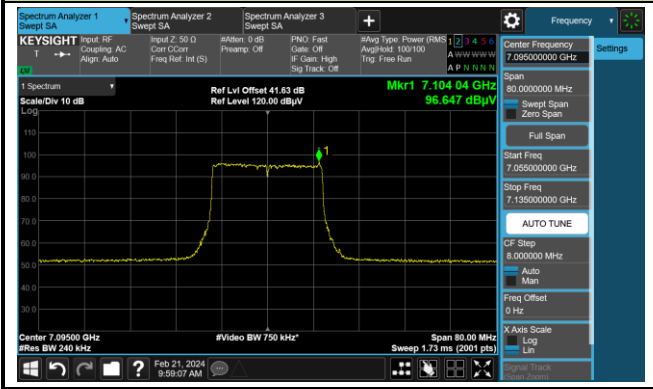 Spectrum Analyzer 1
Swept SA
Spectrum Analyzer 2
Swept SA
Spectrum Analyzer 3
Swept SA
+
Frequency
KEYSIGHT
T
LW
Input: RF
Coupling: AC
Align: Auto
Input Z: 50 Ω
Corr CCorr
Freq Ref: Int (S)
#Atten: 0 dB
Preamp: Off
PNO: Fast
Gate: Off
IF Gain: High
Sig Track: Off
#Avg Type: Power (RMS
Avg|Hold: 100/100
Trig: Free Run
1 2 3 4 5 6
A W W W W W
A P N N N N
Center Frequency
7.095000000 GHz
Settings
Span
80.0000000 MHz
Swept Span
Zero Span
Full Span
Start Freq
7.055000000 GHz
Stop Freq
7.135000000 GHz
AUTO TUNE
CF Step
8.000000 MHz
Auto
Man
Freq Offset
0 Hz
X Axis Scale
Log
Lin
Signal Track
(Span Zoom)
1 Spectrum
Scale/Div 10 dB
Log
Ref Lvl Offset 41.63 dB
Ref Level 120.00 dBµV
Mkr1 7.104 04 GHz
96.647 dBµV
110
100
90.0
80.0
70.0
60.0
50.0
40.0
30.0
1
Center 7.09500 GHz
#Res BW 240 kHz
#Video BW 750 kHz*
Span 80.00 MHz
Sweep 1.73 ms (2001 pts)
?
Feb 21, 2024
9:59:07 AM